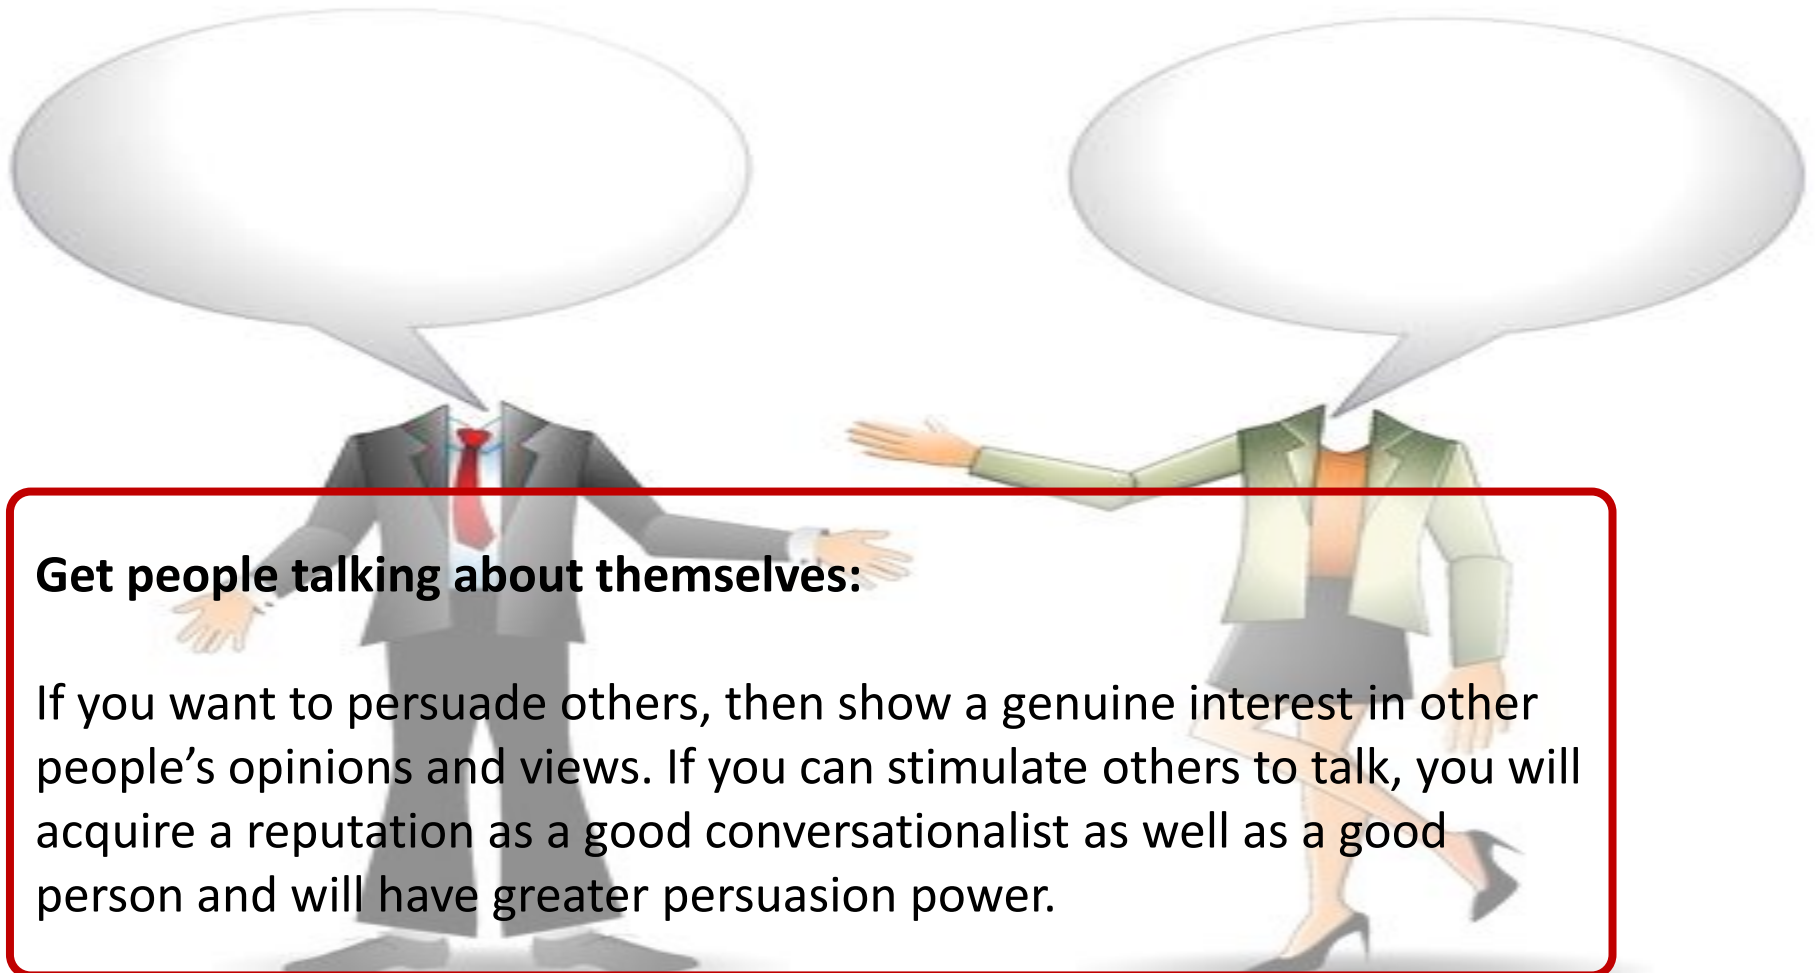 Get people talking about themselves:
If you want to persuade others, then show a genuine interest in other
people’s opinions and views. If you can stimulate others to talk, you will
acquire a reputation as a good conversationalist as well as a good
person and will have greater persuasion power.